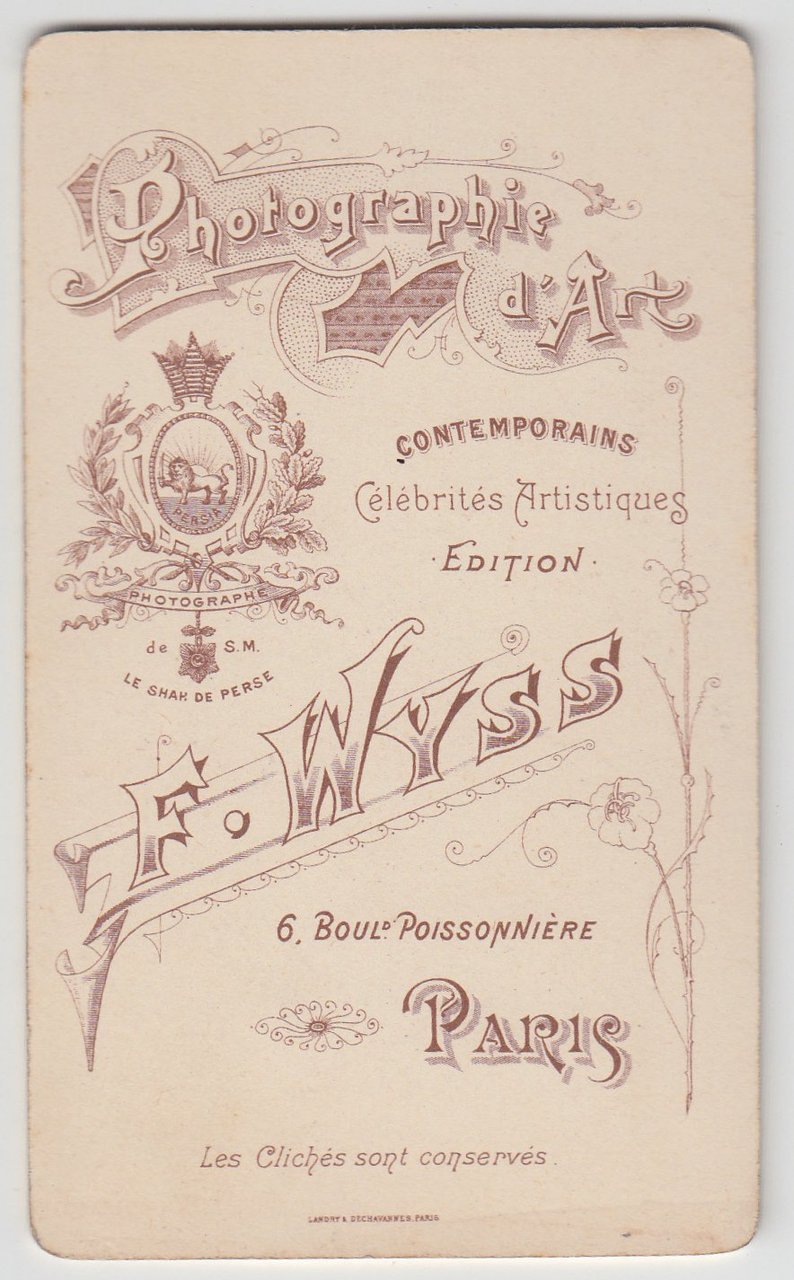 Photographie
d'Art
CONTEMPORAINS
Célébrités Artistiques
·EDITION·
PERSIA
PHOTOGRAPHE
de S.M.
LE SHAH DE PERSE
F. WYSS
6, BOULD POISSONNIÈRE
PARIS
Les Clichés sont conservés.
LANDRY & DECHAVANNES. PARIS